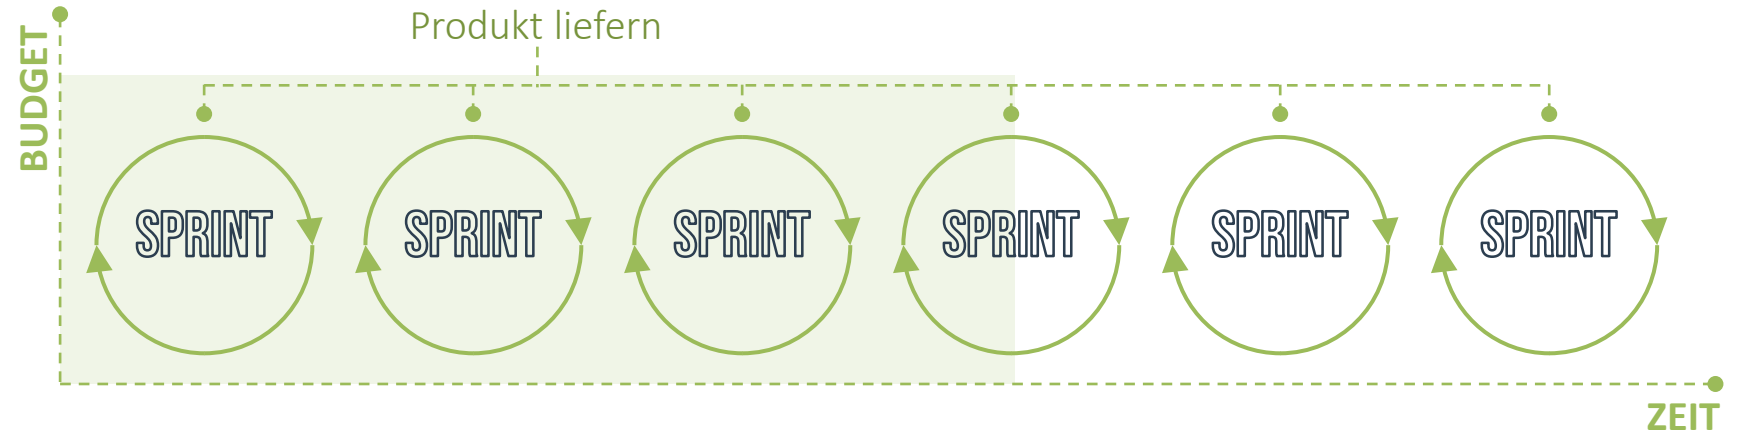 Produkt liefern
BUDGET
SPRINT SPRINT SPRINT SPRINT SPRINT SPRINT
ZEIT